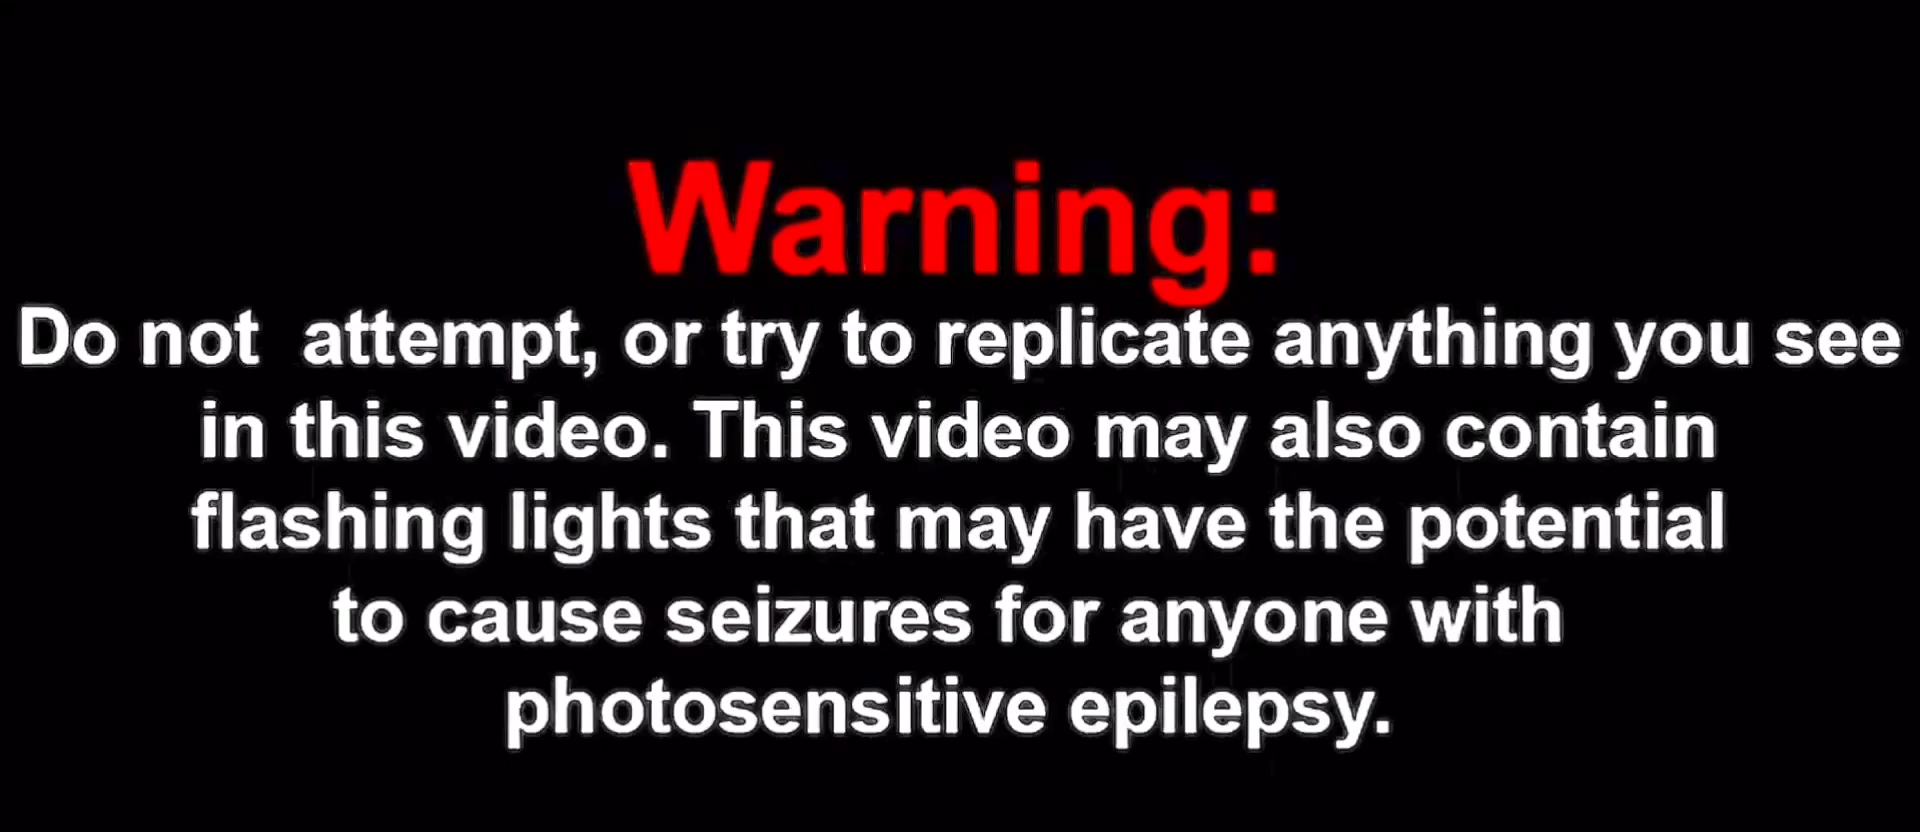 Warning:
Do not  attempt, or try to replicate anything you see
in this video. This video may also contain
flashing lights that may have the potential
to cause seizures for anyone with
photosensitive epilepsy.